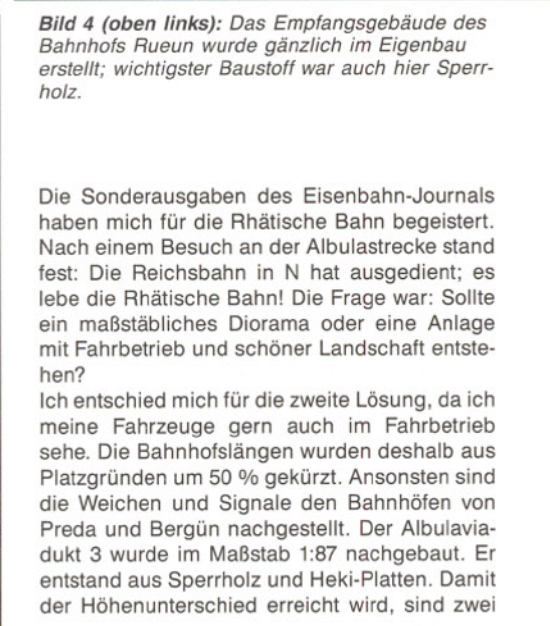 Bild 4 (oben links): Das Empfangsgebäude des
Bahnhofs Rueun wurde gänzlich im Eigenbau
erstellt; wichtigster Baustoff war auch hier Sperr-
holz.
Die Sonderausgaben des Eisenbahn-Journals
haben mich für die Rhätische Bahn begeistert.
Nach einem Besuch an der Albulastrecke stand
fest: Die Reichsbahn in N hat ausgedient; es
lebe die Rhätische Bahn! Die Frage war: Sollte
ein maßstäbliches Diorama oder eine Anlage
mit Fahrbetrieb und schöner Landschaft entste-
hen?
Ich entschied mich für die zweite Lösung, da ich
meine Fahrzeuge gern auch im Fahrbetrieb
sehe. Die Bahnhofslängen wurden deshalb aus
Platzgründen um 50 % gekürzt. Ansonsten sind
die Weichen und Signale den Bahnhöfen von
Preda und Bergün nachgestellt. Der Albulavia-
dukt 3 wurde im Maßstab 1:87 nachgebaut. Er
entstand aus Sperrholz und Heki-Platten. Damit
der Höhenunterschied erreicht wird, sind zwei